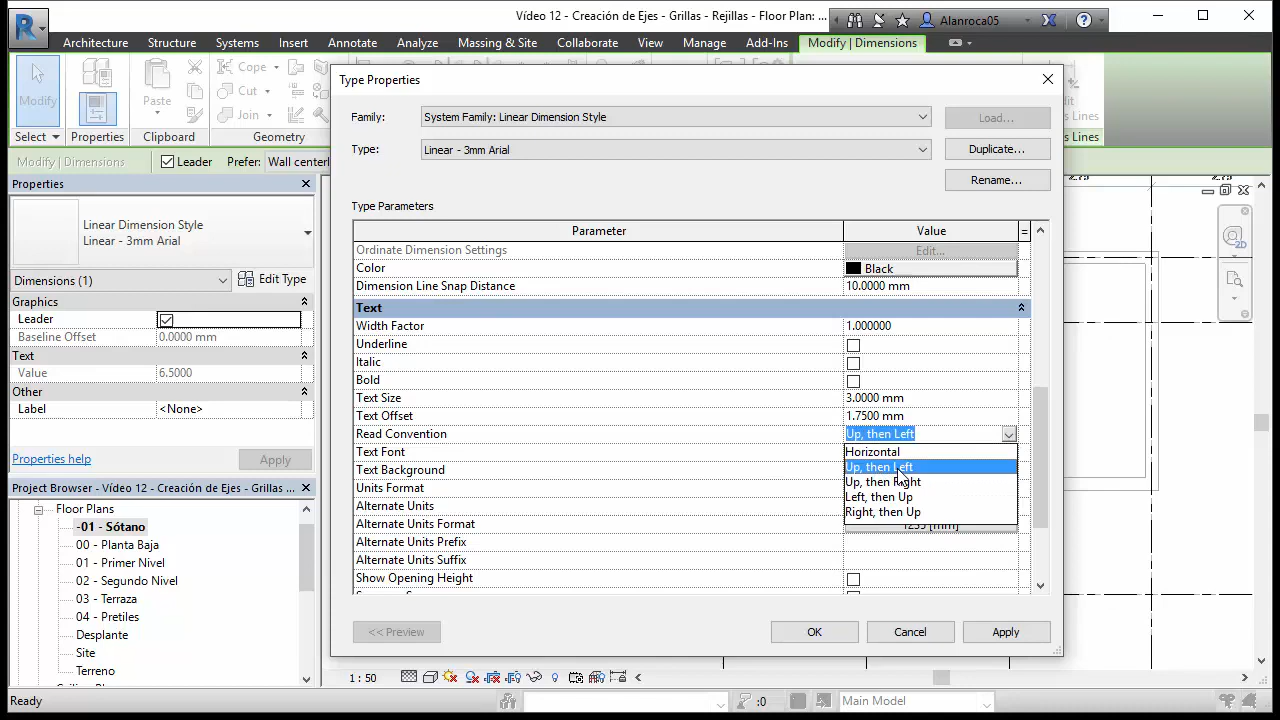 Vídeo 12 - Creación de Ejes - Grillas - Rejillas - Floor Plan: ...
Alanroca05
Architecture Structure Systems Insert Annotate Analyze Massing & Site Collaborate View Manage Add-Ins Modify | Dimensions
Modify
Cope
Cut
Join
Paste
Select Properties Clipboard Geometry
Modify | Dimensions Leader Prefer: Wall centerl
Properties
Linear Dimension Style
Linear - 3mm Arial
Dimensions (1) Edit Type
Graphics
Leader
Baseline Offset 0.0000 mm
Text
Value 6.5000
Other
Label <None>
Properties help Apply
Project Browser - Vídeo 12 - Creación de Ejes - Grillas ...
Floor Plans
-01 - Sótano
00 - Planta Baja
01 - Primer Nivel
02 - Segundo Nivel
03 - Terraza
04 - Pretiles
Desplante
Site
Terreno
Type Properties
Family: System Family: Linear Dimension Style Load...
Type: Linear - 3mm Arial Duplicate...
Rename...
Type Parameters
Parameter Value =
Ordinate Dimension Settings Edit...
Color Black
Dimension Line Snap Distance 10.0000 mm
Text
Width Factor 1.000000
Underline
Italic
Bold
Text Size 3.0000 mm
Text Offset 1.7500 mm
Read Convention Up, then Left
Text Font
Text Background
Units Format
Alternate Units
Alternate Units Format
Alternate Units Prefix
Alternate Units Suffix
Show Opening Height
Horizontal
Up, then Left
Up, then Right
Left, then Up
Right, then Up
<< Preview OK Cancel Apply
Lines
2D
1 : 50
Ready :0 Main Model